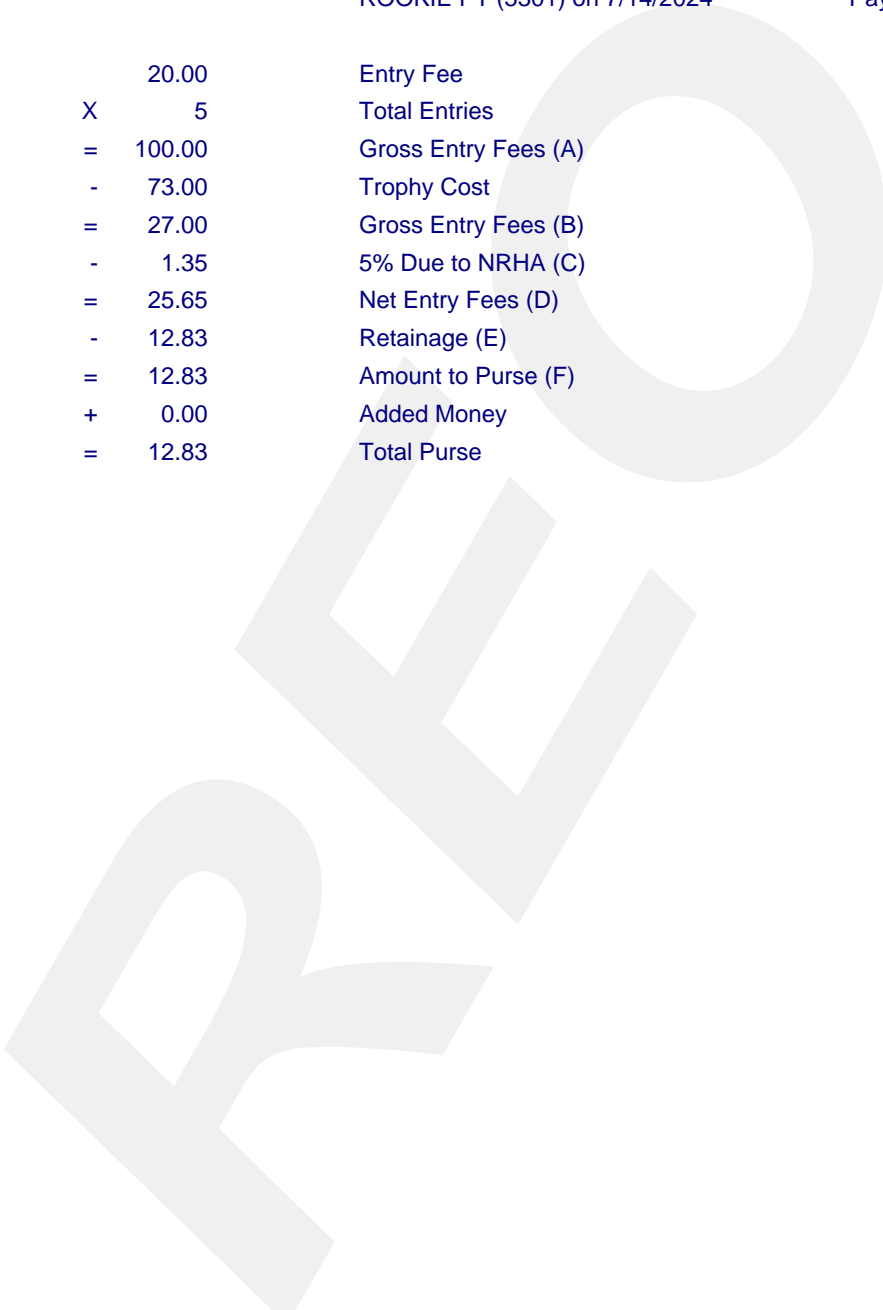 20.00 Entry Fee
X 5 Total Entries
= 100.00 Gross Entry Fees (A)
- 73.00 Trophy Cost
= 27.00 Gross Entry Fees (B)
- 1.35 5% Due to NRHA (C)
= 25.65 Net Entry Fees (D)
- 12.83 Retainage (E)
= 12.83 Amount to Purse (F)
+ 0.00 Added Money
= 12.83 Total Purse
REO